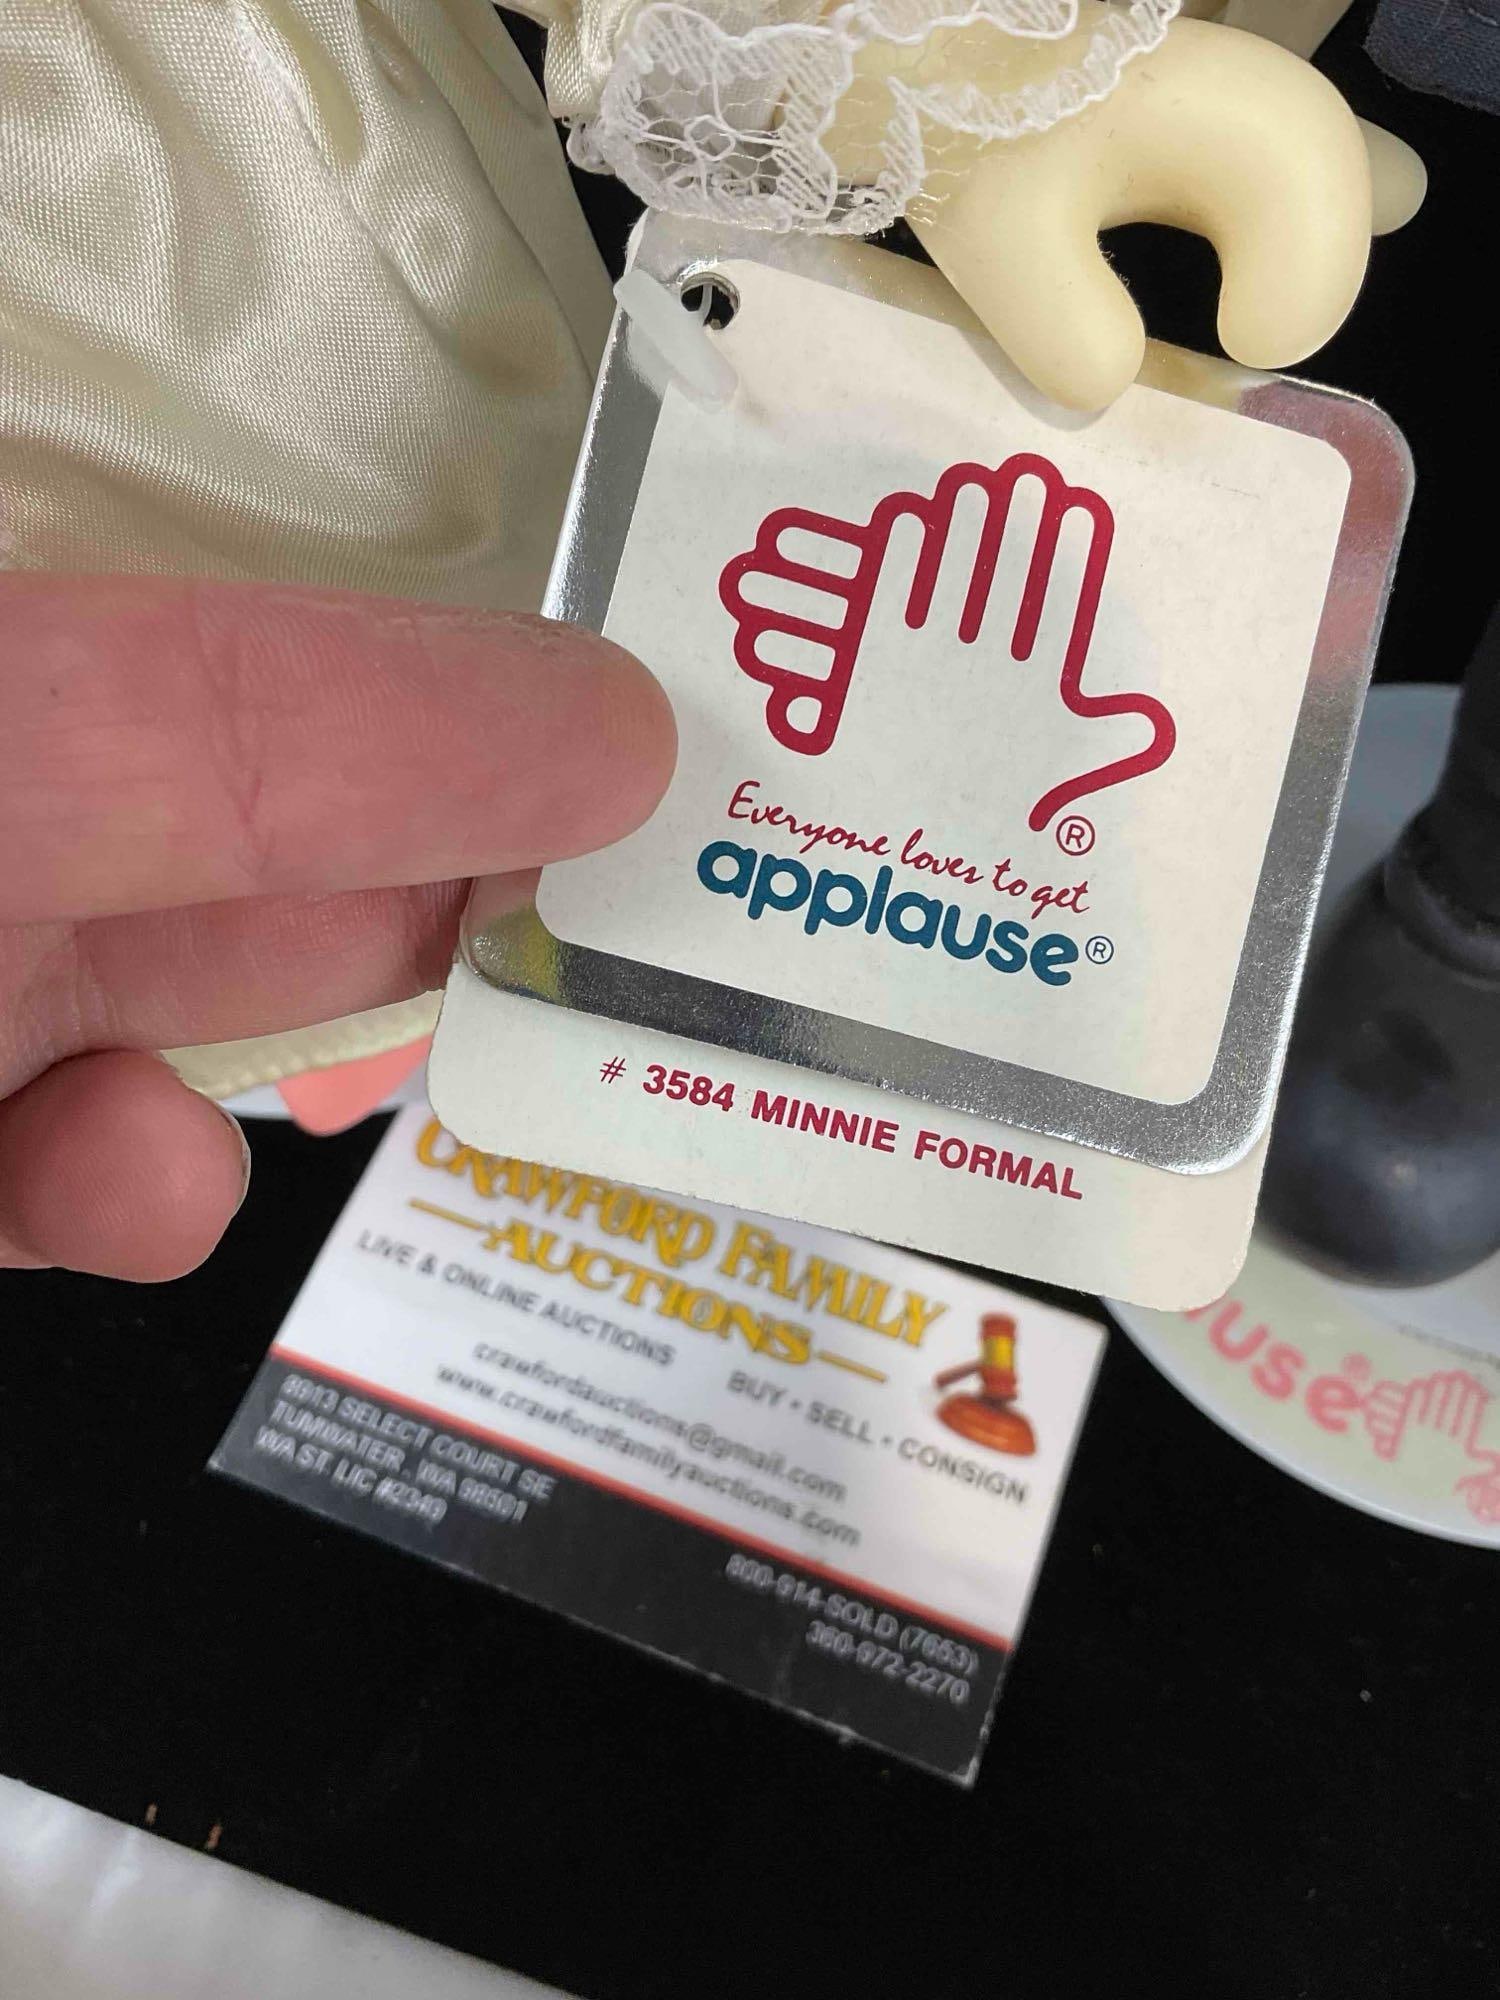 Everyone loves to get
applause®
®
# 3584 MINNIE FORMAL
CRAWFORD FAMILY
AUCTIONS
LIVE & ONLINE AUCTIONS
BUY • SELL • CONSIGN
crawfordauctions@gmail.com
www.crawfordfamilyauctions.com
SELECT COURT SE
TUMWATER, WA 98501
WA ST. LIC #2349
800-914-SOLD (7653)
360-972-2270
use®